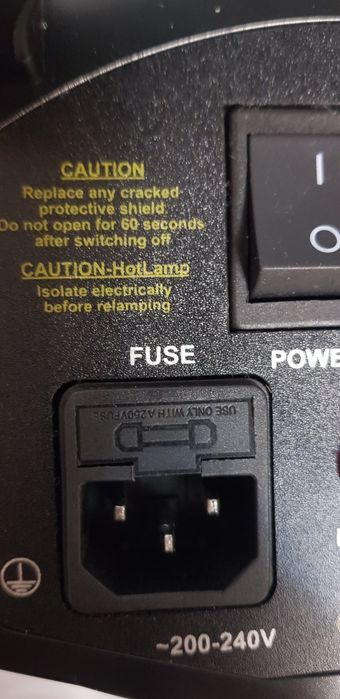 CAUTION
Replace any cracked
protective shield
Do not open for 60 seconds
after switching off
CAUTION-HotLamp
Isolate electrically
before relamping
I
O
FUSE
POWE
USE ONLY WITH A 250V FUSE
~200-240V